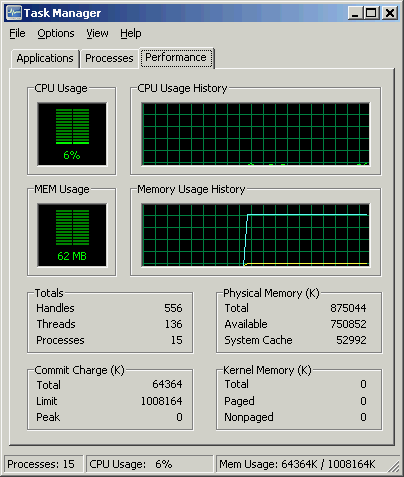 Task Manager
File Options View Help
Applications Processes Performance
CPU Usage CPU Usage History
6%
MEM Usage Memory Usage History
62 MB
Totals Physical Memory (K)
Handles 556 Total 875044
Threads 136 Available 750852
Processes 15 System Cache 52992
Commit Charge (K) Kernel Memory (K)
Total 64364 Total 0
Limit 1008164 Paged 0
Peak 0 Nonpaged 0
Processes: 15 CPU Usage: 6% Mem Usage: 64364K / 1008164K